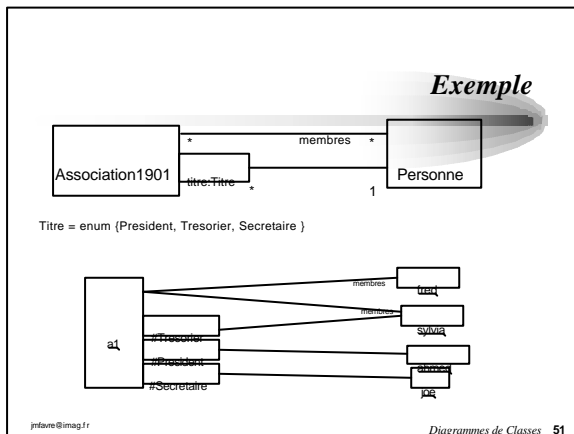 Exemple
* membres *
Association1901 Personne
titre:Titre * 1
Titre = enum {President, Tresorier, Secretaire }
membres fred
membres sylvia
a1 #Tresorier
#President ahmed
#Secretaire joe
jmfavre@imag.fr Diagrammes de Classes 51